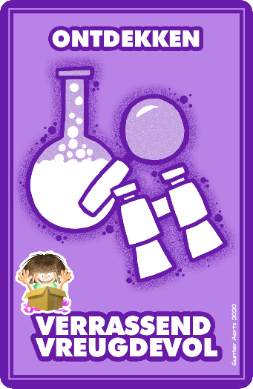 ONTDEKKEN
VERRASSEND
VREUGDEVOL
Gunter Aerts 2020